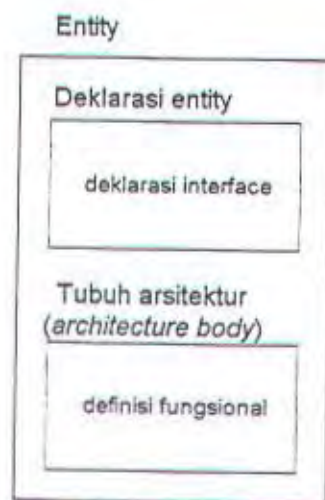 Entity
Deklarasi entity
deklarasi interface
Tubuh arsitektur
(architecture body)
definisi fungsional